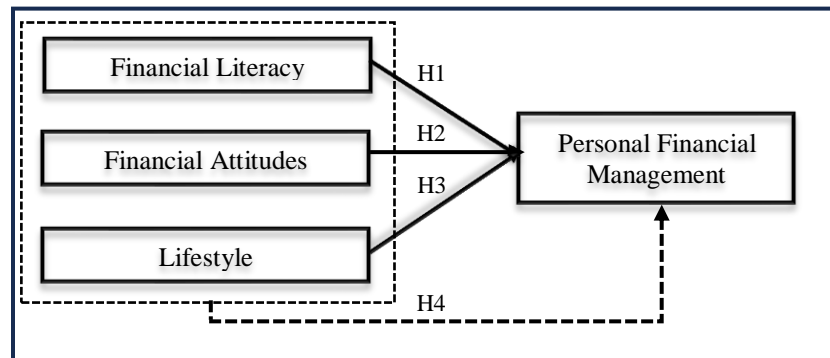 Financial Literacy
H1
Financial Attitudes
H2
Personal Financial
Management
H3
Lifestyle
H4